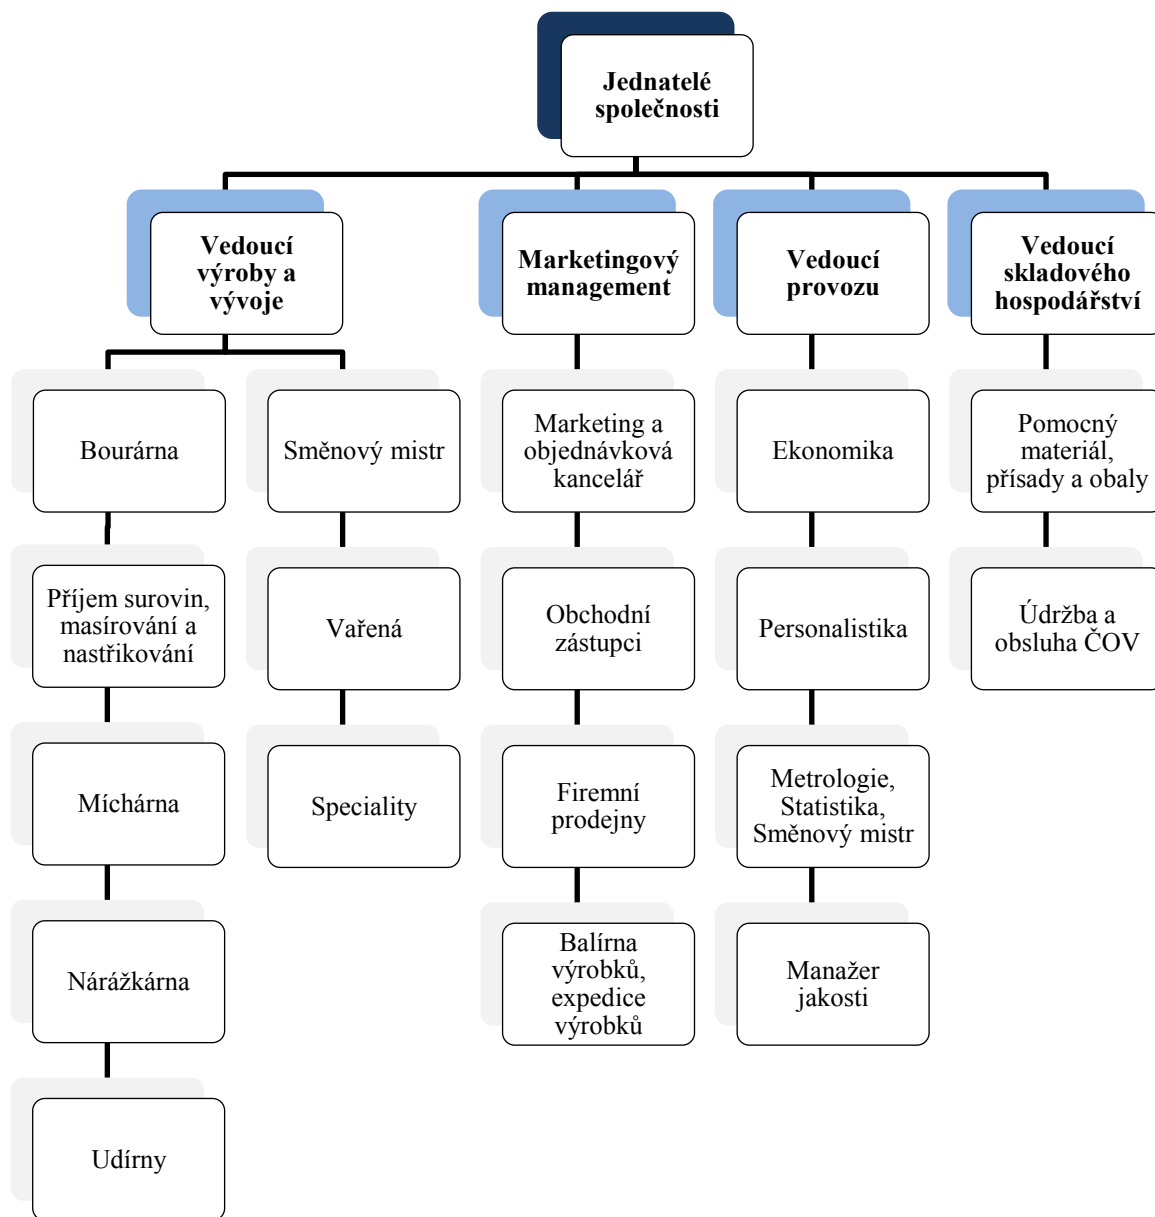 Jednatelé
společnosti
Vedoucí
výroby a
vývoje
Marketingový
management
Vedoucí
provozu
Vedoucí
skladového
hospodářství
Bourárna
Směnový mistr
Marketing a
objednávková
kancelář
Ekonomika
Pomocný
materiál,
přísady a obaly
Příjem surovin,
masírování a
nastřikování
Vařená
Obchodní
zástupci
Personalistika
Údržba a
obsluha ČOV
Míchárna
Speciality
Firemní
prodejny
Metrologie,
Statistika,
Směnový mistr
Nárážkárna
Balírna
výrobků,
expedice
výrobků
Manažer
jakosti
Udírny